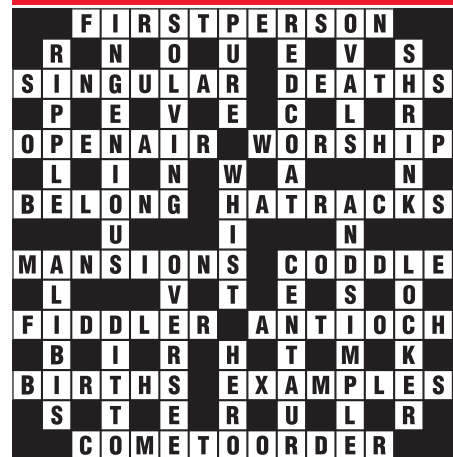 FIRSTPERSON
R N O U E V S
SINGULAR DEATHS
P E V E C L R
OPENAIR WORSHIP
L I N W A N
BELONG HATRACKS
U I N
MANSIONS CODDLE
L V T E S O
FIDDLER ANTIOCH
B I R H T M K
BIRTHS EXAMPLES
S T E R U L R
COMETOORDER